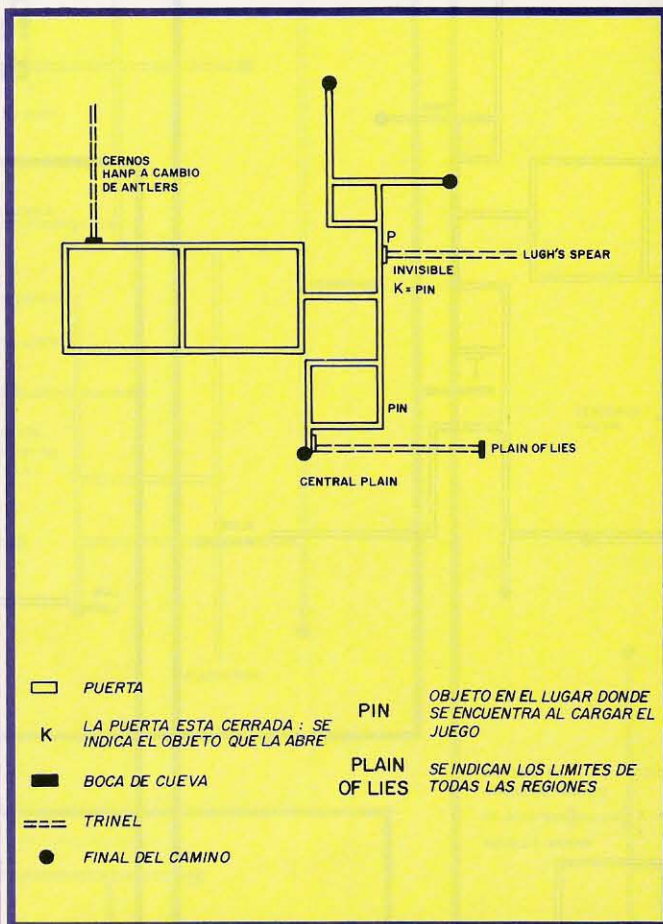 CERNOS
HANP A CAMBIO
DE ANTLERS
P
LUGH'S SPEAR
INVISIBLE
K = PIN
PIN
PLAIN OF LIES
CENTRAL PLAIN
PUERTA
K LA PUERTA ESTA CERRADA : SE
INDICA EL OBJETO QUE LA ABRE
BOCA DE CUEVA
TRINEL
FINAL DEL CAMINO
PIN OBJETO EN EL LUGAR DONDE
SE ENCUENTRA AL CARGAR EL
JUEGO
PLAIN
OF LIES
SE INDICAN LOS LIMITES DE
TODAS LAS REGIONES